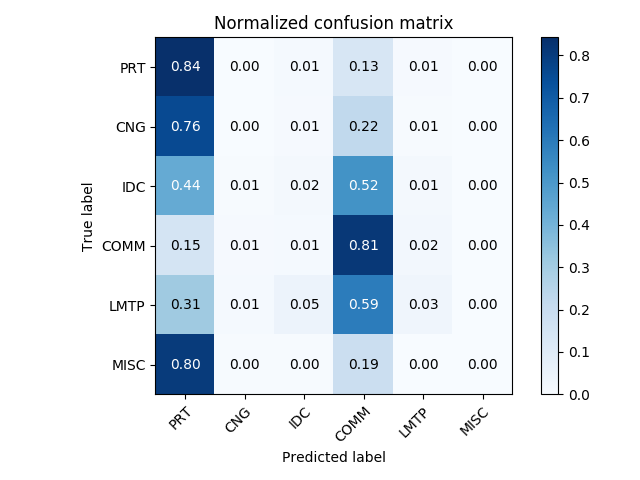 Normalized confusion matrix
True label
PRT 0.84 0.00 0.01 0.13 0.01 0.00
CNG 0.76 0.00 0.01 0.22 0.01 0.00
IDC 0.44 0.01 0.02 0.52 0.01 0.00
COMM 0.15 0.01 0.01 0.81 0.02 0.00
LMTP 0.31 0.01 0.05 0.59 0.03 0.00
MISC 0.80 0.00 0.00 0.19 0.00 0.00
PRT CNG IDC COMM LMTP MISC
Predicted label
0.8
0.7
0.6
0.5
0.4
0.3
0.2
0.1
0.0